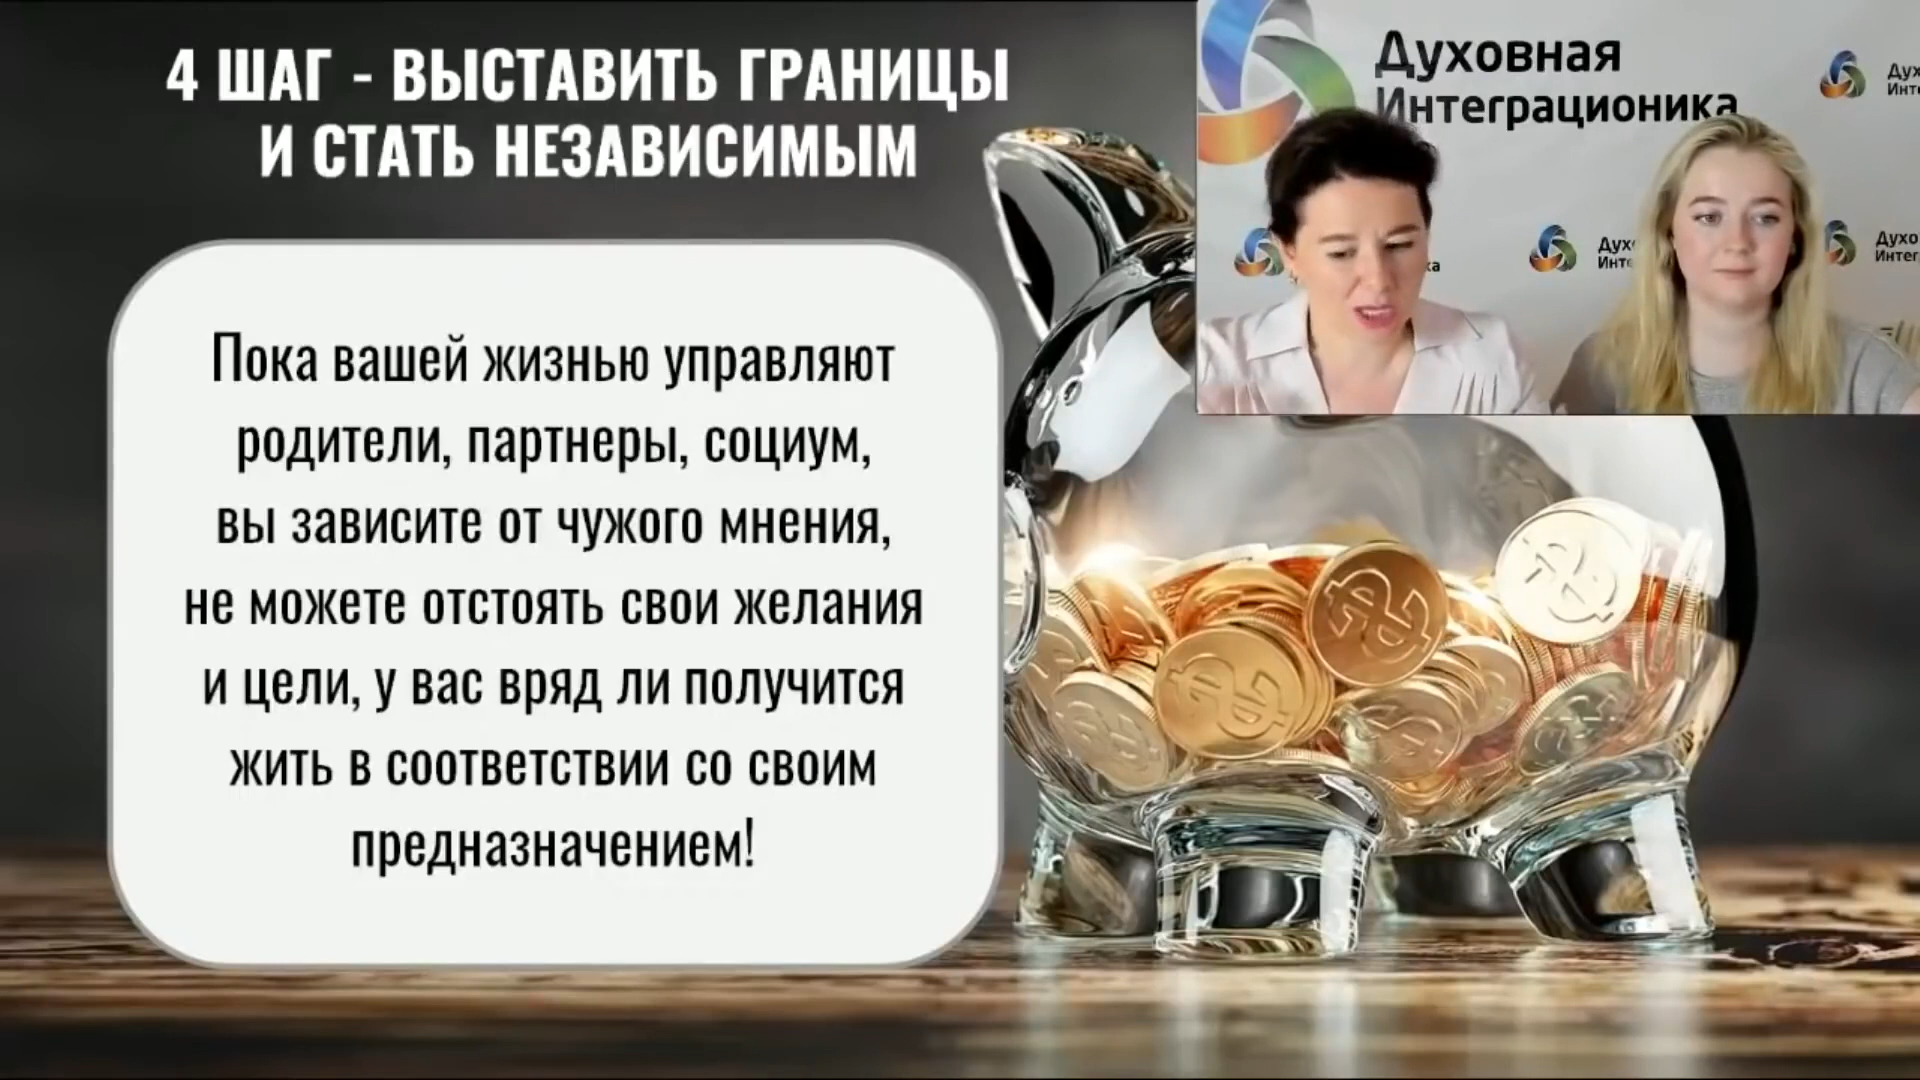 4 ШАГ - ВЫСТАВИТЬ ГРАНИЦЫ
И СТАТЬ НЕЗАВИСИМЫМ
Пока вашей жизнью управляют
родители, партнеры, социум,
вы зависите от чужого мнения,
не можете отстоять свои желания
и цели, у вас вряд ли получится
жить в соответствии со своим
предназначением!
Духовная
Интеграционика